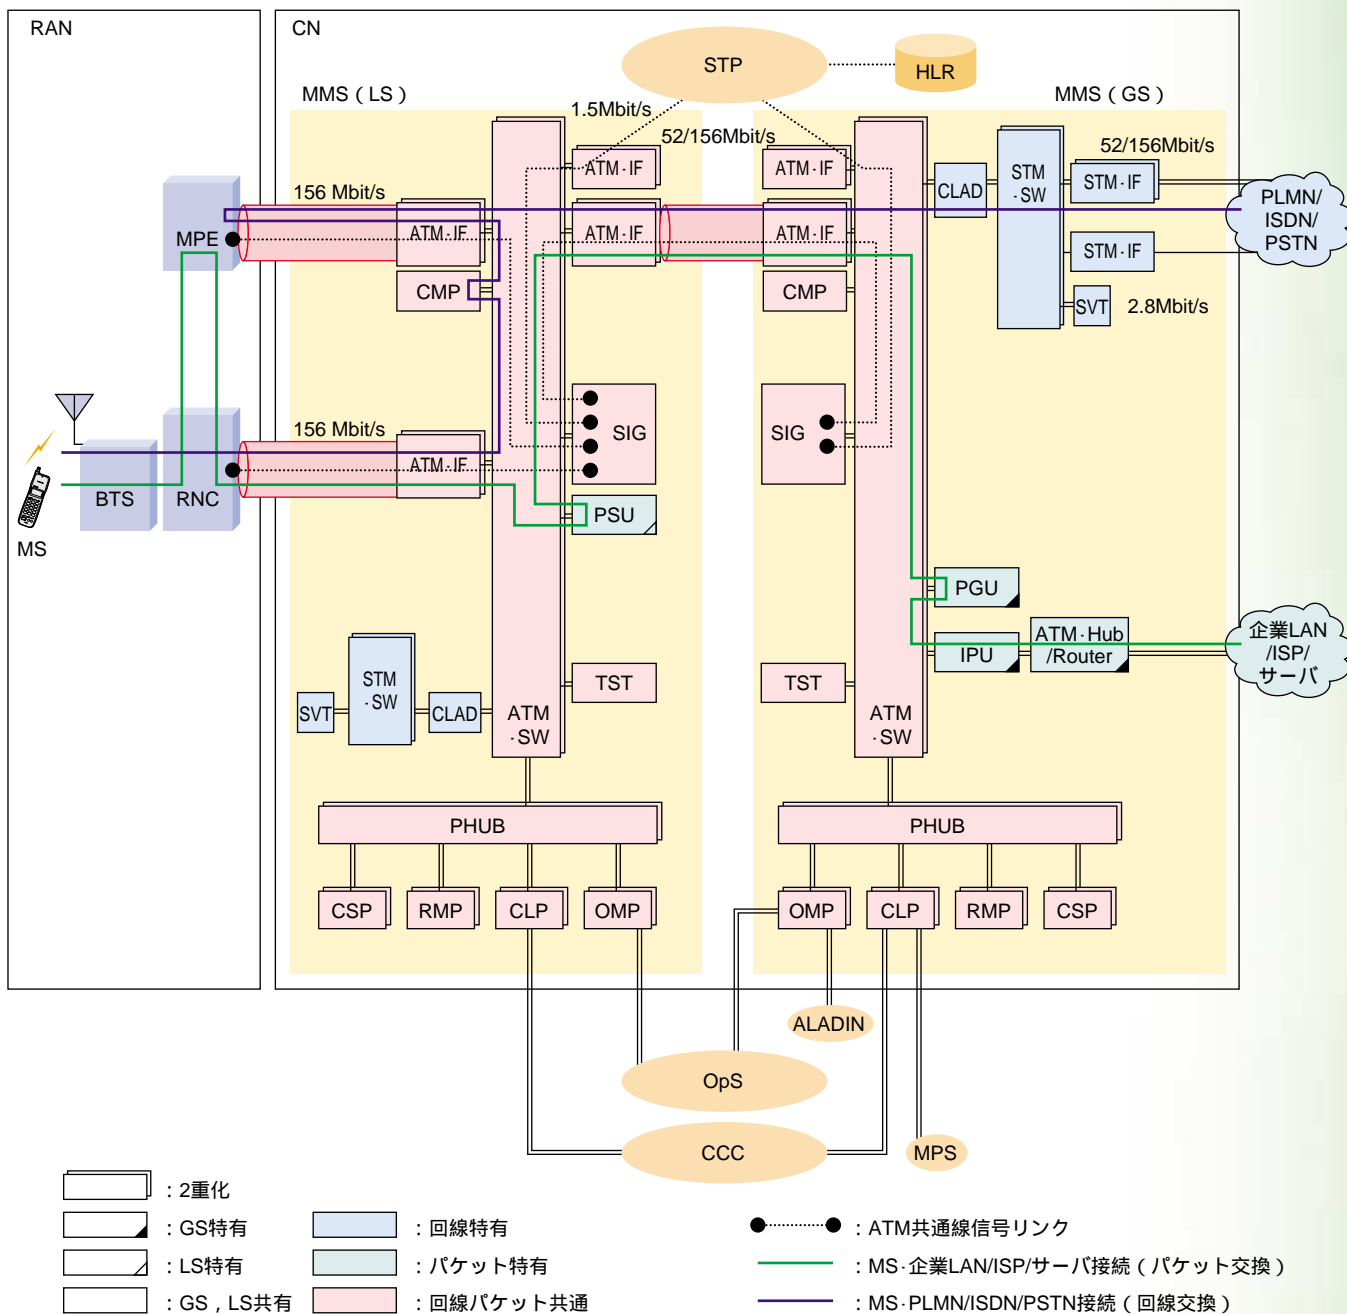 RAN
CN
STP
HLR
MMS（LS）
MMS（GS）
1.5Mbit/s
52/156Mbit/s
52/156Mbit/s
ATM·IF
ATM·IF
CLAD
STM
·SW
STM·IF
156 Mbit/s
MPE
ATM·IF
ATM·IF
ATM·IF
PLMN/
ISDN/
PSTN
STM·IF
CMP
CMP
SVT
2.8Mbit/s
156 Mbit/s
ATM·IF
SIG
SIG
BTS
RNC
MS
PSU
PGU
IPU
ATM·Hub
/Router
企業LAN
/ISP/
サーバ
SVT
STM
·SW
CLAD
ATM
·SW
TST
TST
ATM
·SW
PHUB
PHUB
CSP
RMP
CLP
OMP
OMP
CLP
RMP
CSP
ALADIN
OpS
CCC
MPS
：2重化
：GS特有
：回線特有
：ATM共通線信号リンク
：LS特有
：パケット特有
：MS·企業LAN/ISP/サーバ接続（パケット交換）
：GS，LS共有
：回線パケット共通
：MS·PLMN/ISDN/PSTN接続（回線交換）